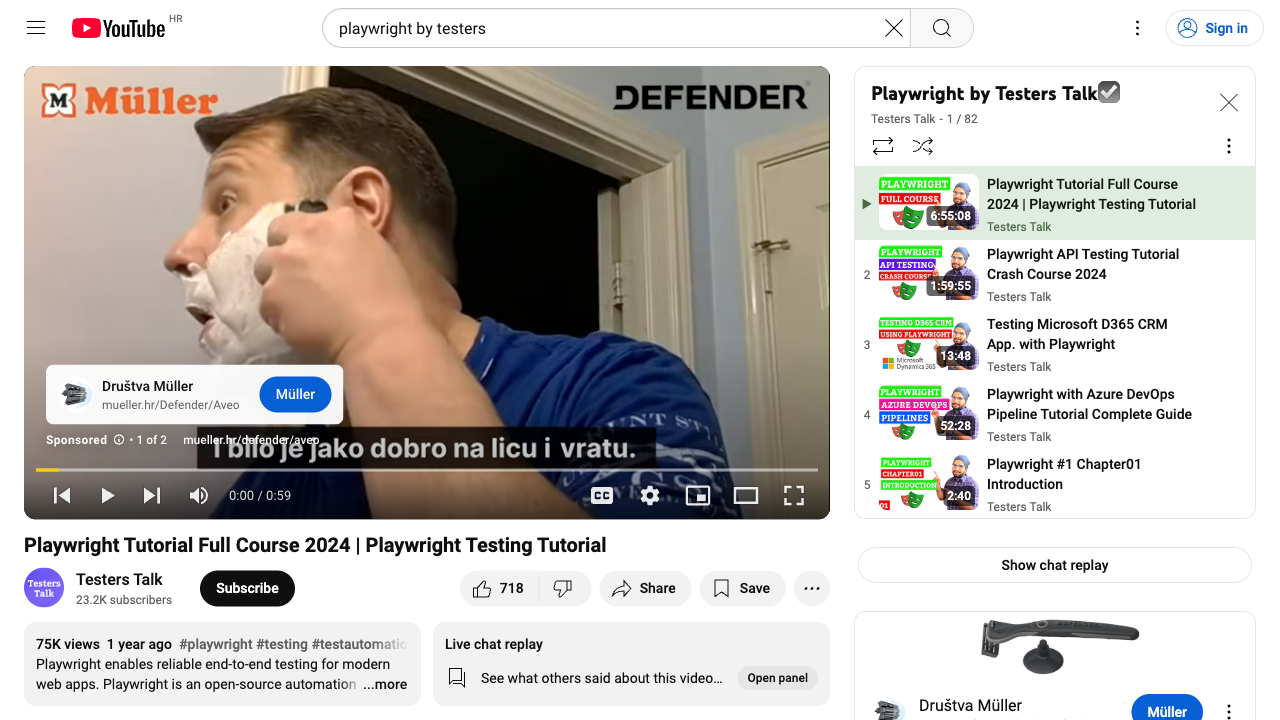 YouTube
HR
playwright by testers
Sign in
Müller
DEFENDER
Društva Müller
mueller.hr/Defender/Aveo
Müller
Sponsored
1 of 2
mueller.hr/defender/aveo
I bilo je jako dobro na licu i vratu.
0:00 / 0:59
Playwright Tutorial Full Course 2024 | Playwright Testing Tutorial
Testers Talk
Testers Talk
23.2K subscribers
Subscribe
718
Share
Save
75K views 1 year ago #playwright #testing #testautomatio
Playwright enables reliable end-to-end testing for modern
web apps. Playwright is an open-source automation ...more
Live chat replay
See what others said about this video...
Open panel
Playwright by Testers Talk
Testers Talk - 1 / 82
PLAYWRIGHT
FULL COURSE
6:55:08
Playwright Tutorial Full Course
2024 | Playwright Testing Tutorial
Testers Talk
2
PLAYWRIGHT
API TESTING
CRASH COURSE
1:59:55
Playwright API Testing Tutorial
Crash Course 2024
Testers Talk
3
TESTING D365 CRM
USING PLAYWRIGHT
Microsoft
Dynamics 365
13:48
Testing Microsoft D365 CRM
App. with Playwright
Testers Talk
4
PLAYWRIGHT
AZURE DEVOPS
PIPELINES
52:28
Playwright with Azure DevOps
Pipeline Tutorial Complete Guide
Testers Talk
5
PLAYWRIGHT
CHAPTER01
INTRODUCTION
01
2:40
Playwright #1 Chapter01
Introduction
Testers Talk
Show chat replay
Društva Müller
Müller